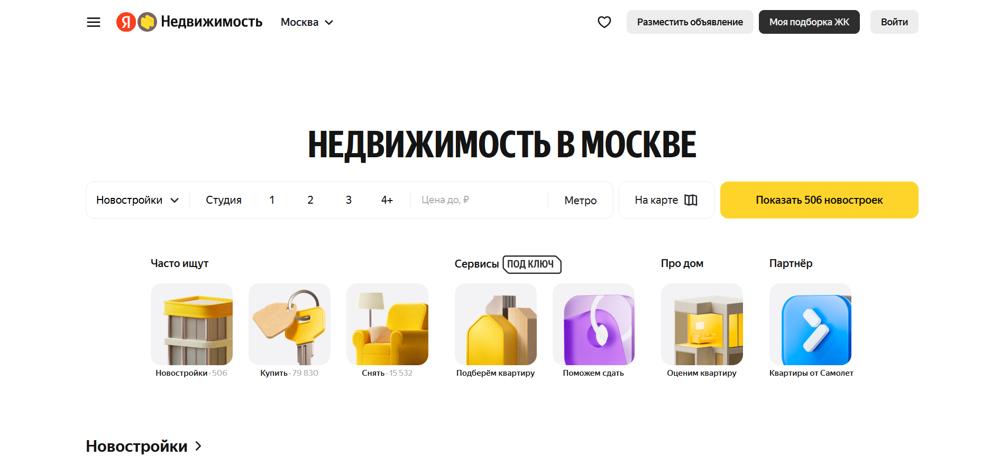 Я Недвижимость Москва Разместить объявление Моя подборка ЖК Войти
НЕДВИЖИМОСТЬ В МОСКВЕ
Новостройки Студия 1 2 3 4+ Цена до, ₽ Метро На карте Показать 506 новостроек
Часто ищут Сервисы ПОД КЛЮЧ Про дом Партнёр
Новостройки · 506 Купить · 79 830 Снять · 15 532 Подберём квартиру Поможем сдать Оценим квартиру Квартиры от Самолет
Новостройки